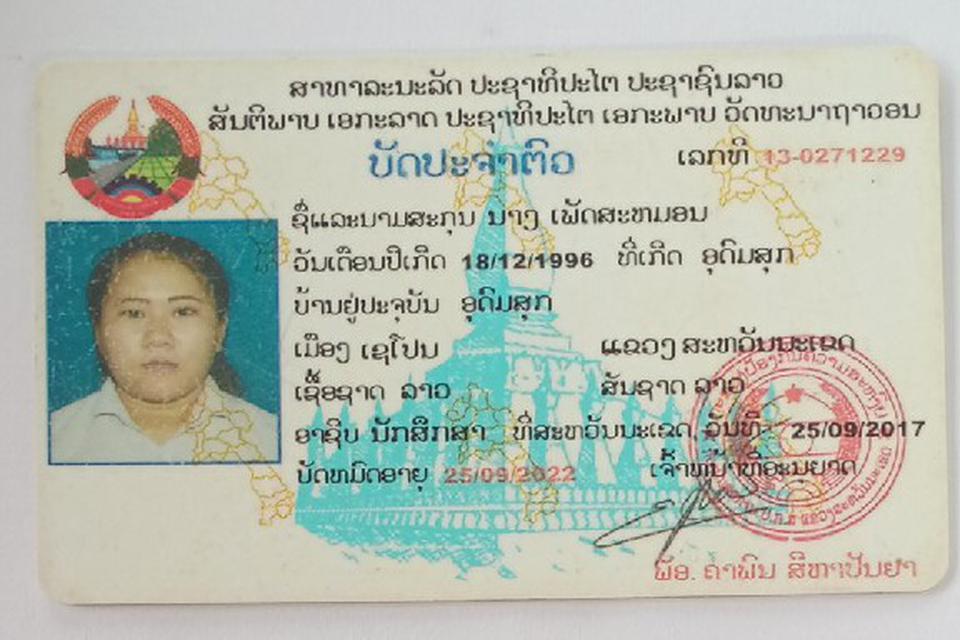 ສາທາລະນະລັດ ປະຊາທິປະໄຕ ປະຊາຊົນລາວ
ສັນຕິພາບ ເອກະລາດ ປະຊາທິປະໄຕ ເອກະພາບ ວັດທະນາຖາວອນ
ບັດປະຈຳຕົວ ເລກທີ 13-0271229
ຊື່ແລະນາມສະກຸນ ນາງ ເພັດສະຫມອນ
ວັນເດືອນປີເກີດ 18/12/1996 ທີ່ເກີດ ອຸດົມສຸກ
ບ້ານຢູ່ປະຈຸບັນ ອຸດົມສຸກ
ເມືອງ ເຊໂປນ ແຂວງ ສະຫວັນນະເຂດ
ເຊື້ອຊາດ ລາວ ສັນຊາດ ລາວ
ອາຊີບ ນັກສຶກສາ ທີ່ສະຫວັນນະເຂດ, ວັນທີ 25/09/2017
ບັດຫມົດອາຍຸ 25/09/2022 ເຈົ້າຫນ້າທີ່ອະນຸຍາດ
ພັອ. ຄຳພົນ ສີຫາປັນຍາ